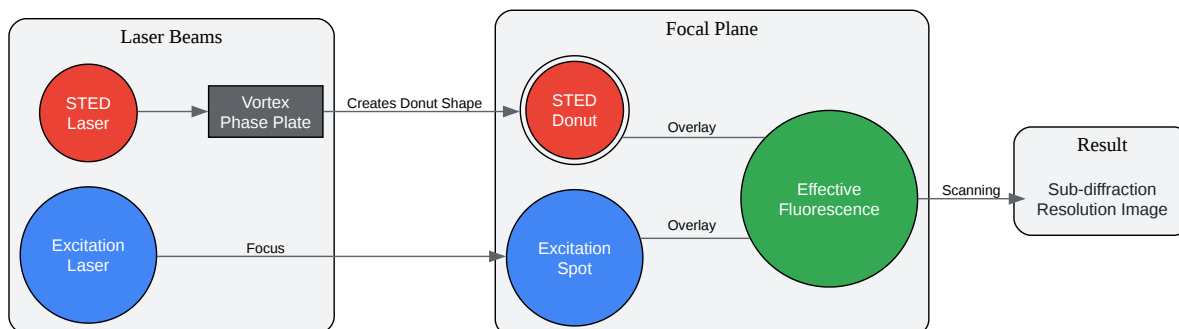 Laser Beams
STED
Laser
Vortex
Phase Plate
Creates Donut Shape
Excitation
Laser
Focus
Focal Plane
STED
Donut
Overlay
Excitation
Spot
Overlay
Effective
Fluorescence
Scanning
Result
Sub-diffraction
Resolution Image